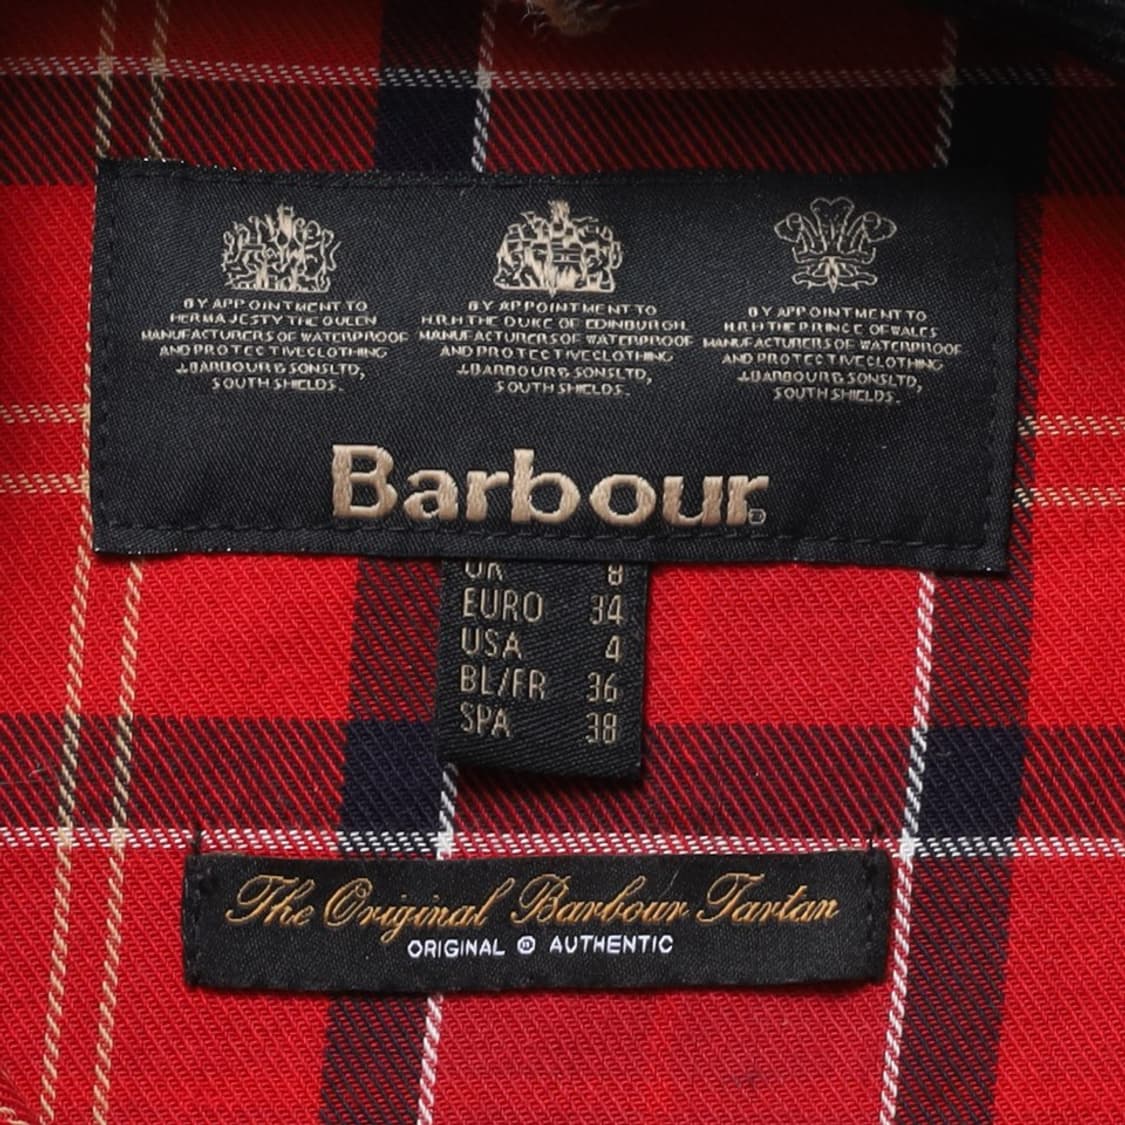 BY APPOINTMENT TO
HER MAJESTY THE QUEEN
MANUFACTURERS OF WATERPROOF
AND PROTECTIVE CLOTHING
J.BARBOUR & SONS LTD,
SOUTH SHIELDS.
BY APPOINTMENT TO
H.R.H THE DUKE OF EDINBURGH
MANUFACTURERS OF WATERPROOF
AND PROTECTIVE CLOTHING
J.BARBOUR & SONS LTD,
SOUTH SHIELDS.
BY APPOINTMENT TO
H.R.H THE PRINCE OF WALES
MANUFACTURERS OF WATERPROOF
AND PROTECTIVE CLOTHING
J.BARBOUR & SONS LTD,
SOUTH SHIELDS.
Barbour®
UK 8
EURO 34
USA 4
BL/FR 36
SPA 38
The Original Barbour Tartan
ORIGINAL AUTHENTIC